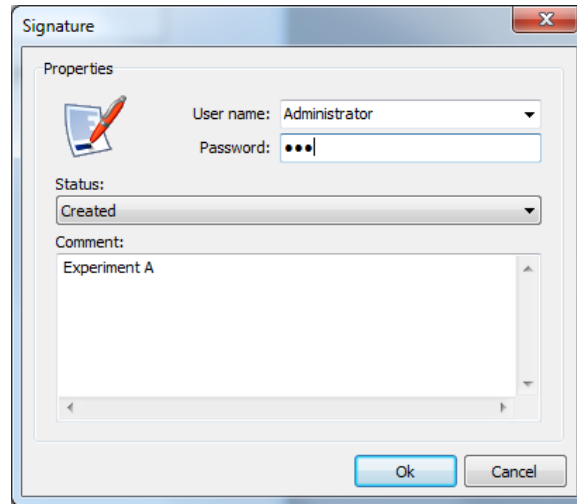 Signature
Properties
User name: Administrator
Password: •••
Status:
Created
Comment:
Experiment A
Ok Cancel